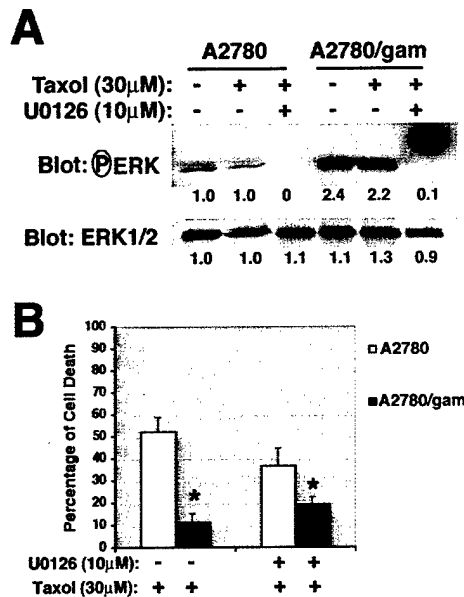 A
A2780 A2780/gam
Taxol (30µM): - + + - + +
U0126 (10µM): - - + - - +
Blot: PERK
1.0 1.0 0 2.4 2.2 0.1
Blot: ERK1/2
1.0 1.0 1.1 1.1 1.3 0.9
B
Percentage of Cell Death
100
90
80
70
60
50
40
30
20
10
0
* *
A2780
A2780/gam
U0126 (10µM): - - + +
Taxol (30µM): + + + +